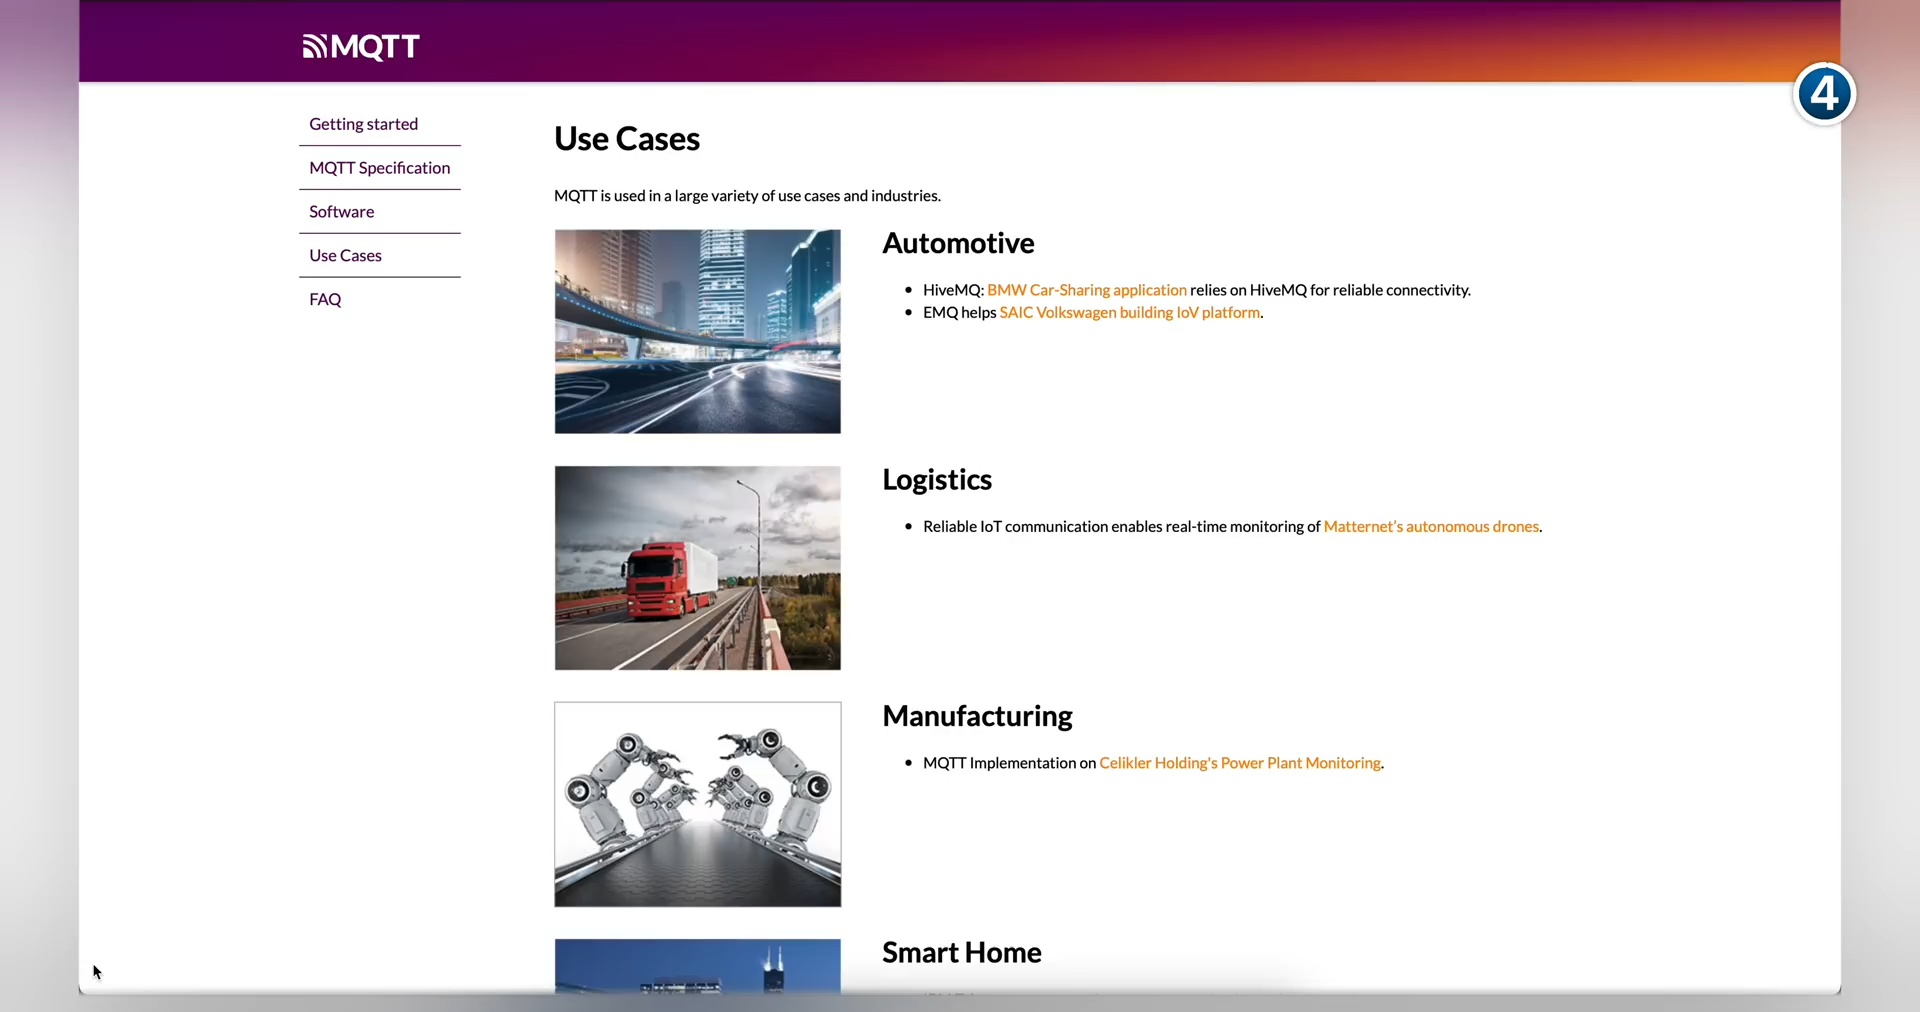 MQTT
4
Getting started
MQTT Specification
Software
Use Cases
FAQ
Use Cases
MQTT is used in a large variety of use cases and industries.
Automotive
HiveMQ: BMW Car-Sharing application relies on HiveMQ for reliable connectivity.
EMQ helps SAIC Volkswagen building IoV platform.
Logistics
Reliable IoT communication enables real-time monitoring of Matternet’s autonomous drones.
Manufacturing
MQTT Implementation on Celikler Holding's Power Plant Monitoring.
Smart Home